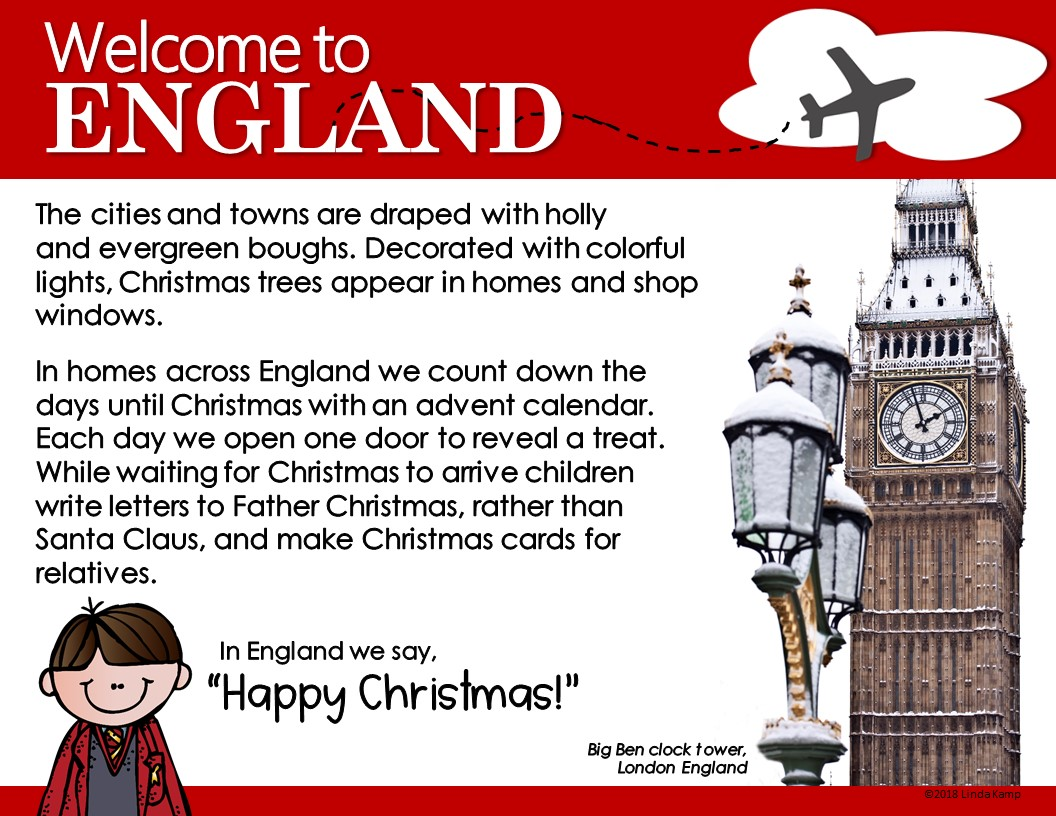 Welcome to
ENGLAND
The cities and towns are draped with holly
and evergreen boughs. Decorated with colorful
lights, Christmas trees appear in homes and shop
windows.
In homes across England we count down the
days until Christmas with an advent calendar.
Each day we open one door to reveal a treat.
While waiting for Christmas to arrive children
write letters to Father Christmas, rather than
Santa Claus, and make Christmas cards for
relatives.
In England we say,
“Happy Christmas!”
Big Ben clock tower,
London England
©2018 Linda Kamp